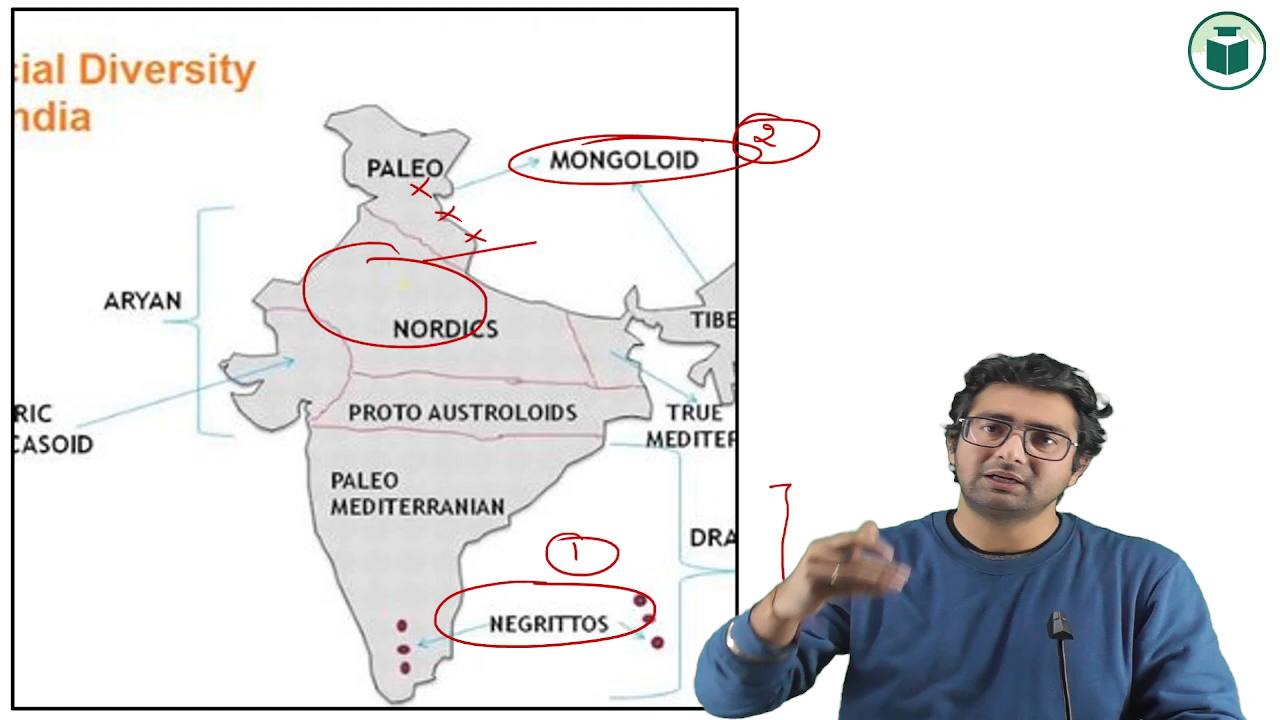 cial Diversity
ndia
PALEO
MONGOLOID
2
ARYAN
NORDICS
TIBE
RIC
CASOID
PROTO AUSTROLOIDS
TRUE
MEDITER
PALEO
MEDITERRANIAN
DRA
1
NEGRITTOS